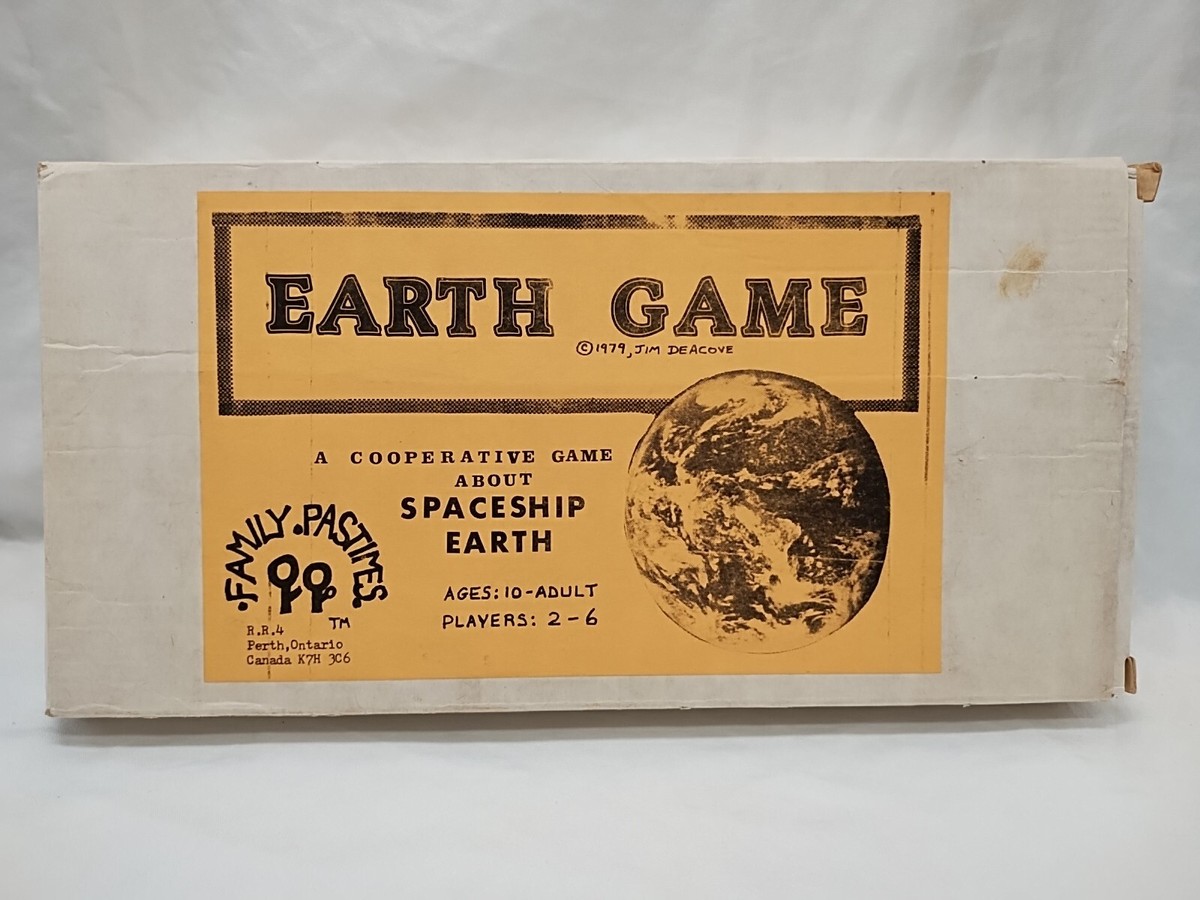 EARTH GAME
©1979, JIM DEACOVE
A COOPERATIVE GAME
ABOUT
SPACESHIP
EARTH
AGES: 10-ADULT
PLAYERS: 2-6
·FAMILY·PASTIMES·
TM
R.R.4
Perth,Ontario
Canada K7H 3C6